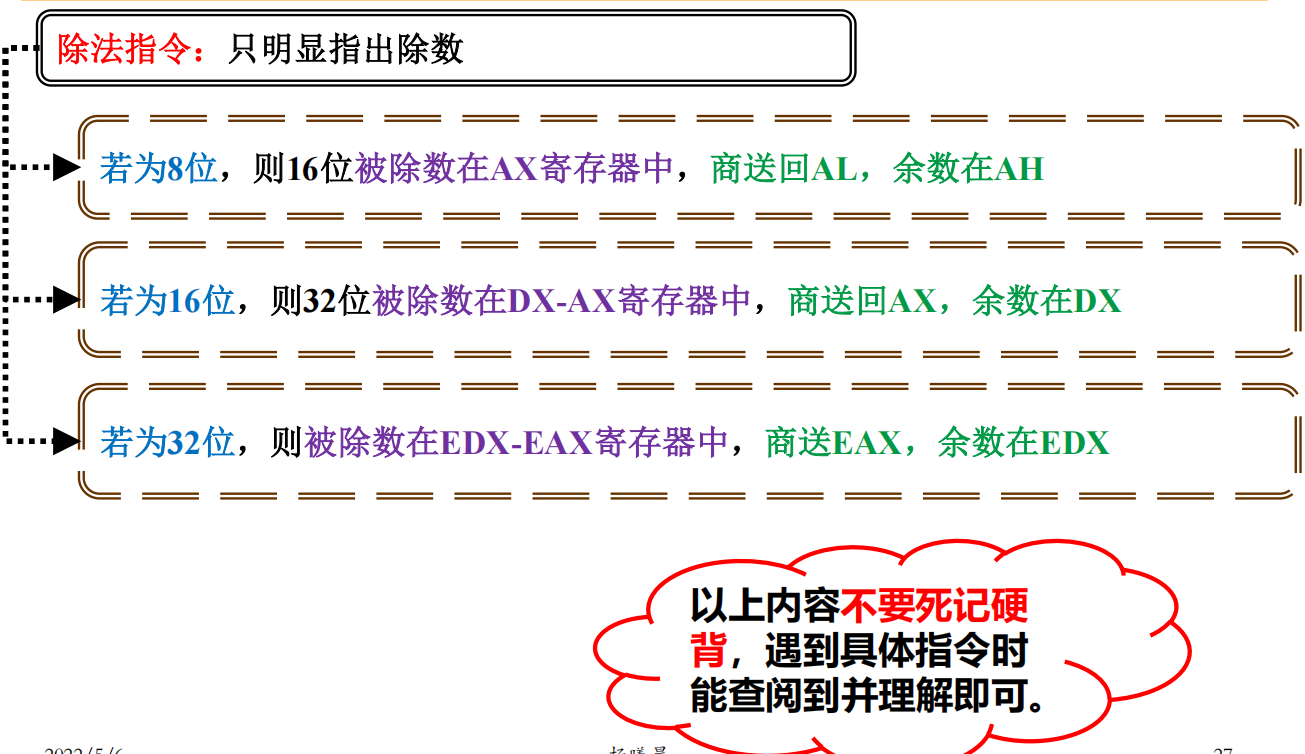 除法指令：只明显指出除数
若为8位，则16位被除数在AX寄存器中，商送回AL，余数在AH
若为16位，则32位被除数在DX-AX寄存器中，商送回AX，余数在DX
若为32位，则被除数在EDX-EAX寄存器中，商送EAX，余数在EDX
以上内容不要死记硬
背，遇到具体指令时
能查阅到并理解即可。
2022/5/6
27